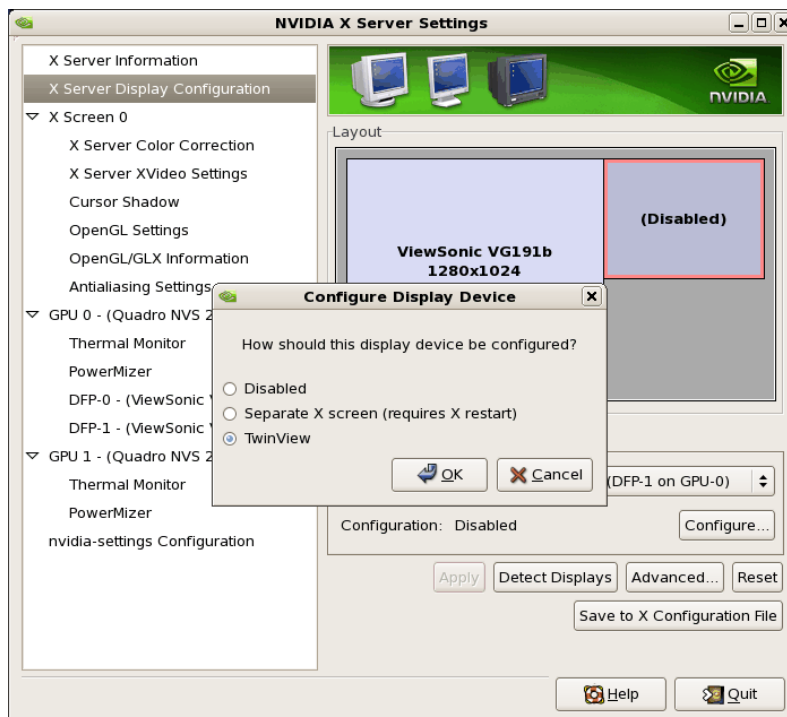 NVIDIA X Server Settings
X Server Information
X Server Display Configuration
X Screen 0
X Server Color Correction
X Server XVideo Settings
Cursor Shadow
OpenGL Settings
OpenGL/GLX Information
Antialiasing Settings
GPU 0 - (Quadro NVS 2
Thermal Monitor
PowerMizer
DFP-0 - (ViewSonic
DFP-1 - (ViewSonic
GPU 1 - (Quadro NVS 2
Thermal Monitor
PowerMizer
nvidia-settings Configuration
NVIDIA
Layout
ViewSonic VG191b
1280x1024
(Disabled)
Configure Display Device
How should this display device be configured?
Disabled
Separate X screen (requires X restart)
TwinView
OK
Cancel
(DFP-1 on GPU-0)
Configuration: Disabled
Configure...
Apply
Detect Displays
Advanced...
Reset
Save to X Configuration File
Help
Quit